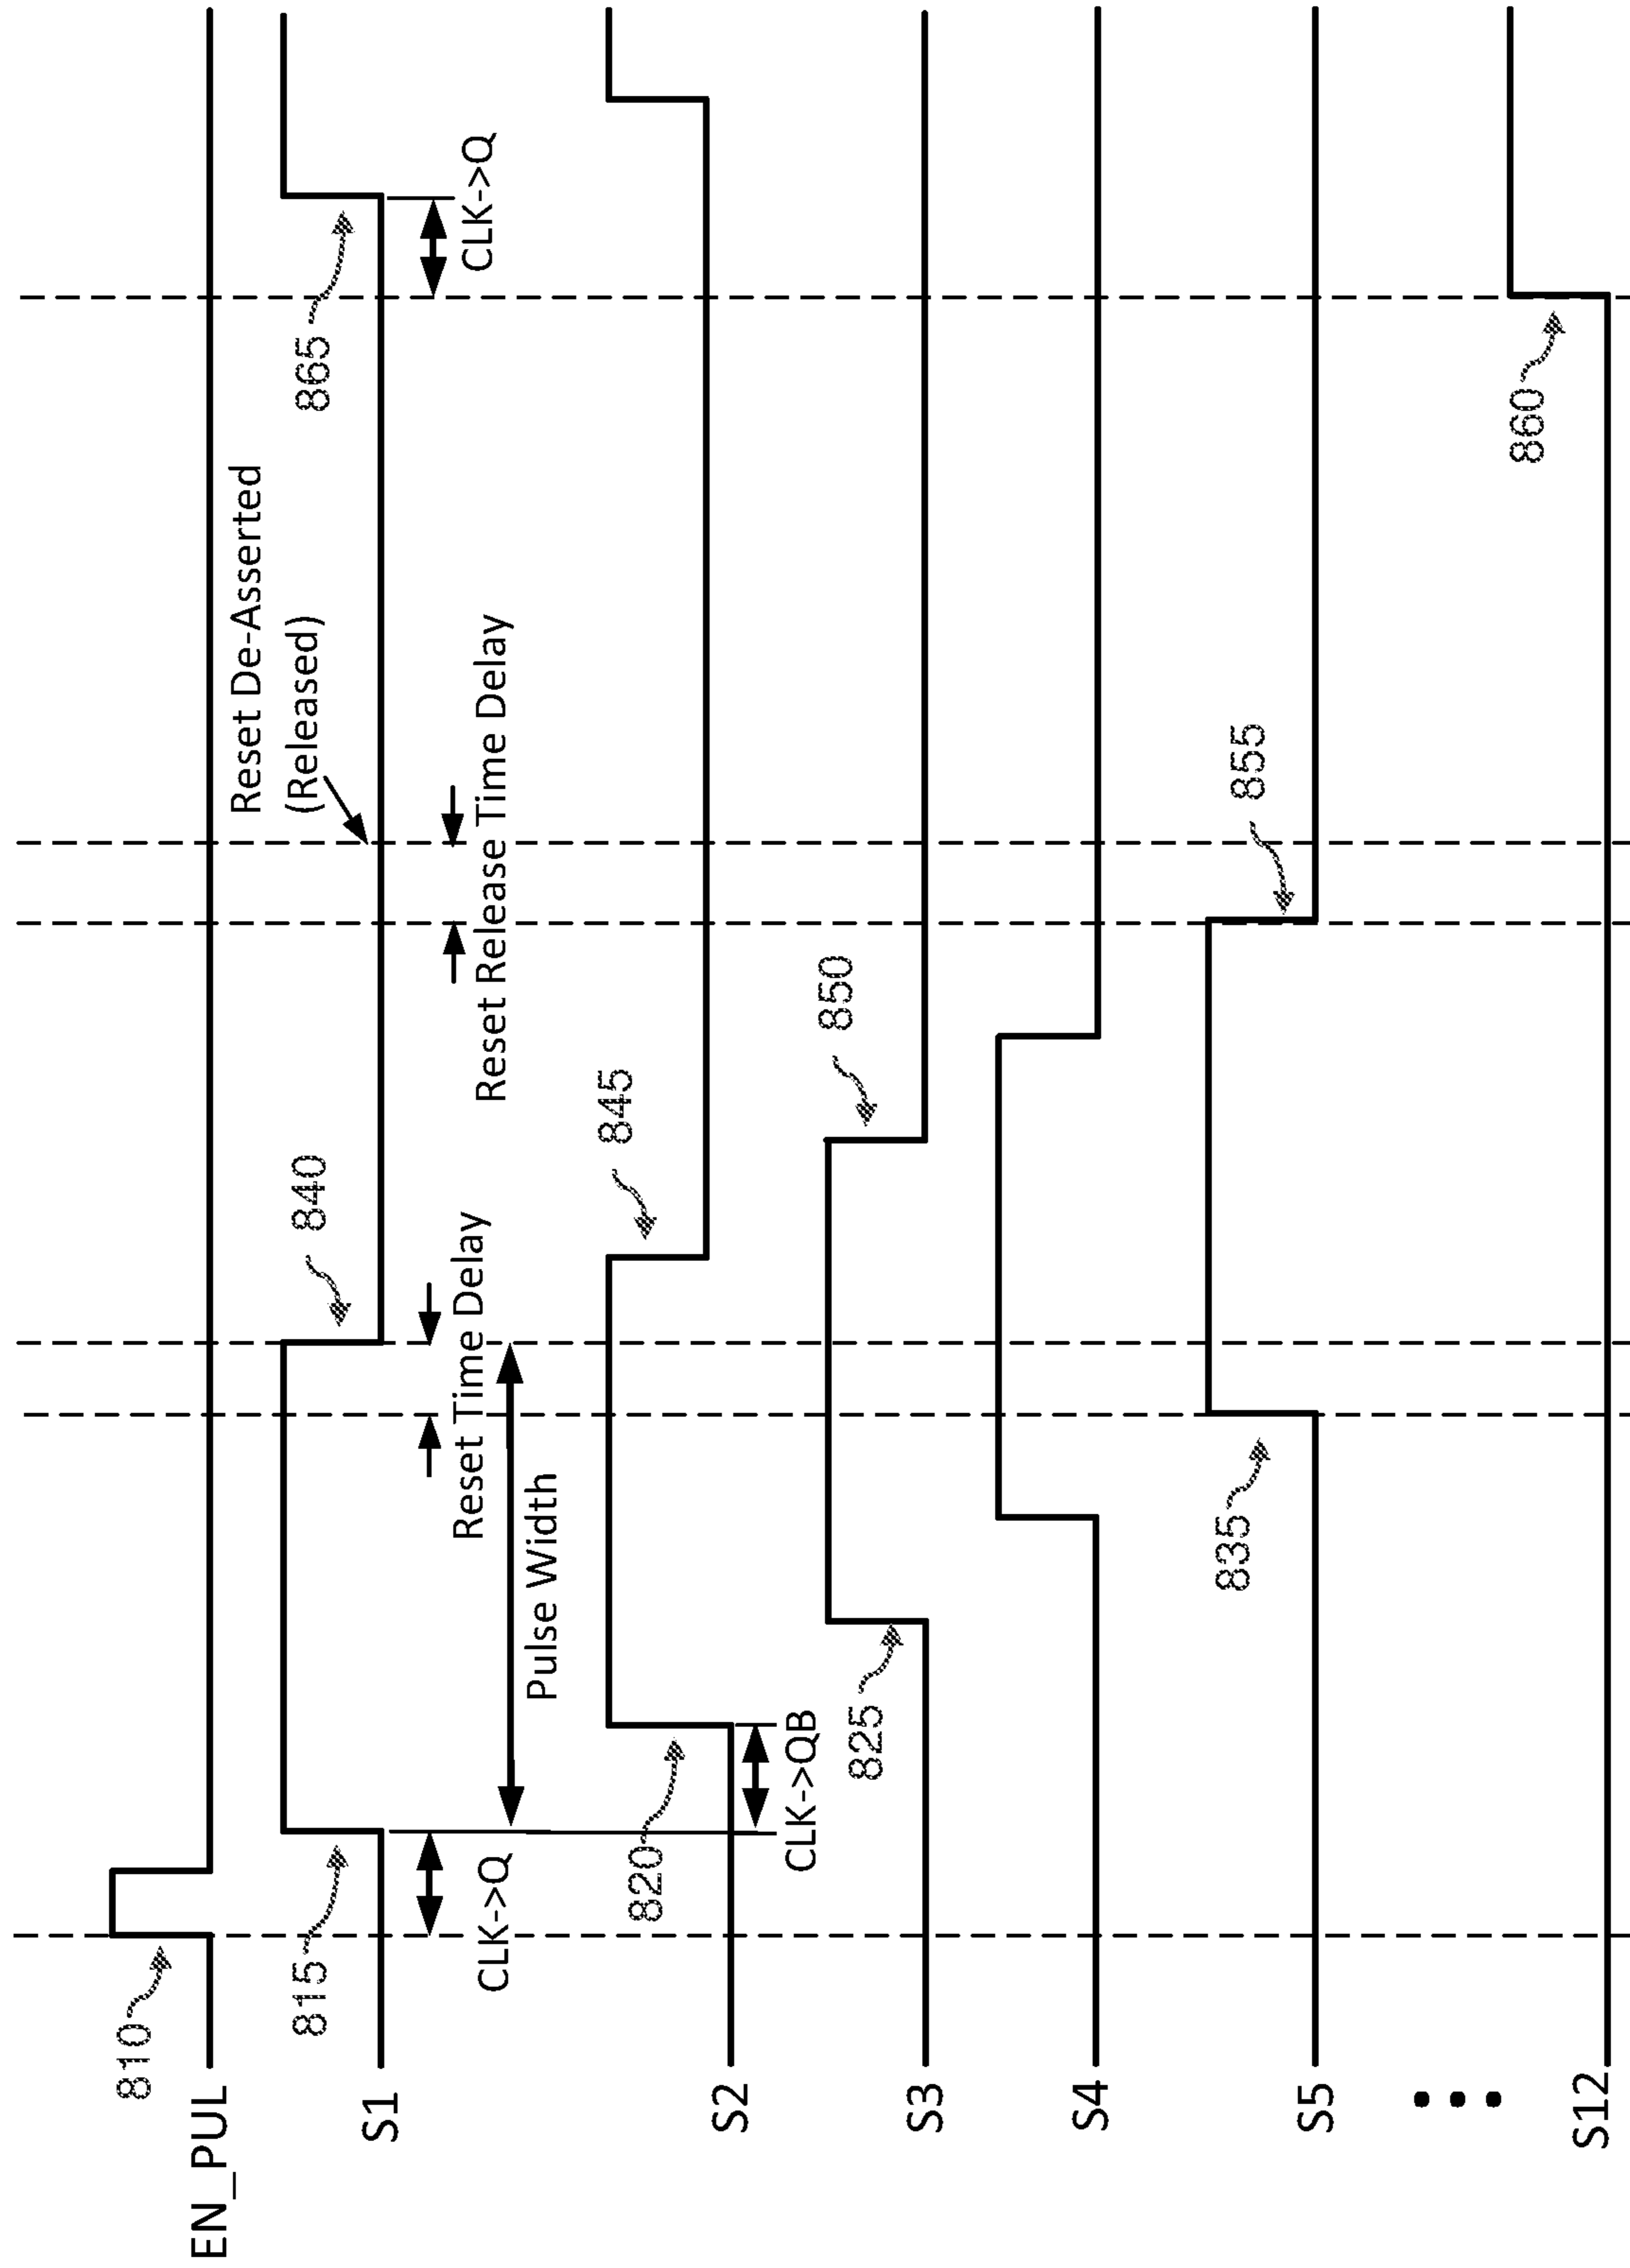 810
EN_PUL
865
Reset De-Asserted
(Released)
840
815
S1
CLK->Q
Reset Release Time Delay
Reset Time Delay
CLK->Q
Pulse Width
845
820
S2
CLK->QB
850
825
S3
S4
855
835
S5
860
S12